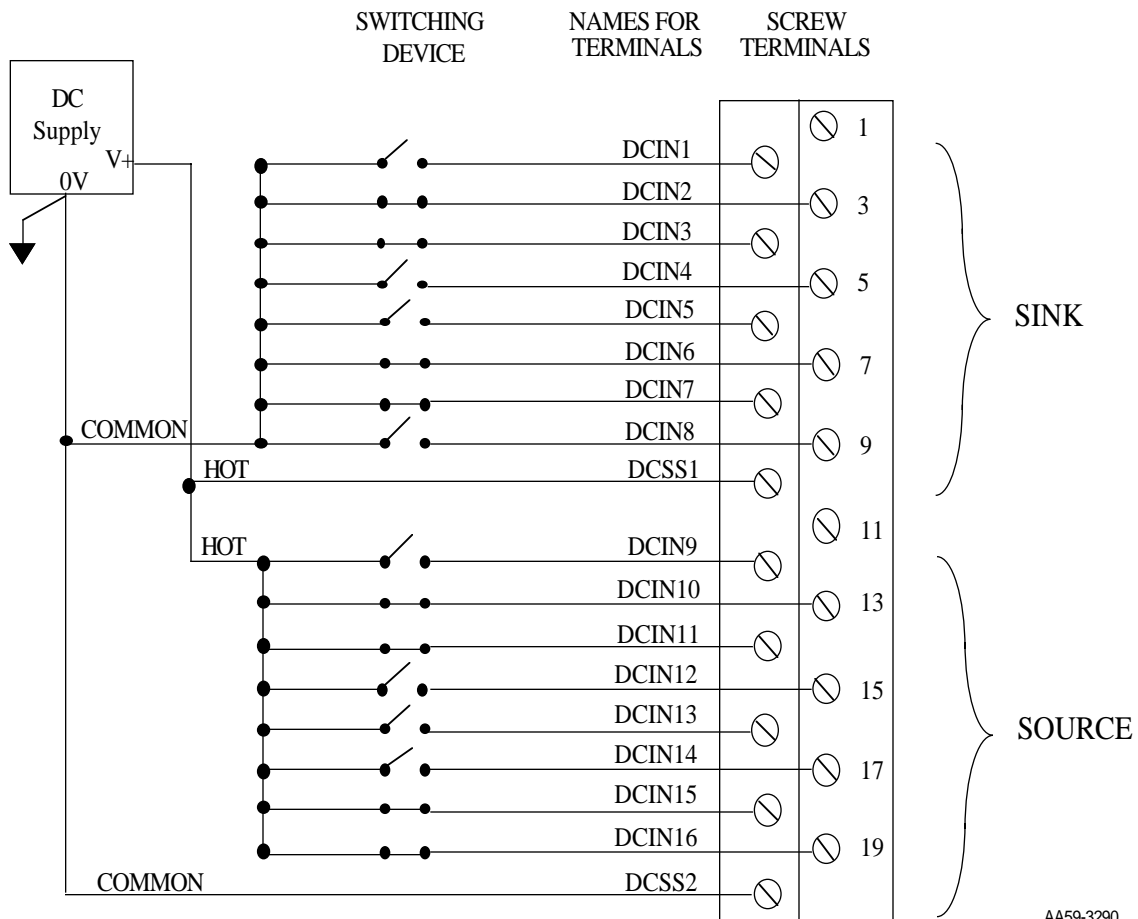 SWITCHING DEVICE
NAMES FOR TERMINALS
SCREW TERMINALS
DC Supply
V+
0V
1
DCIN1
DCIN2
3
DCIN3
DCIN4
5
DCIN5
SINK
DCIN6
7
DCIN7
COMMON
DCIN8
9
HOT
DCSS1
11
HOT
DCIN9
DCIN10
13
DCIN11
DCIN12
15
DCIN13
SOURCE
DCIN14
17
DCIN15
DCIN16
19
COMMON
DCSS2
AA59-3290